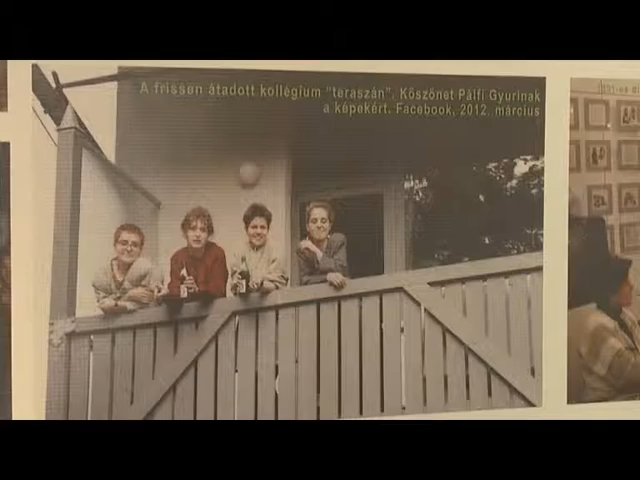 A frissen átadott kollégium "teraszán". Köszönet Pálfi Gyurinak
a képekért. Facebook, 2012. március